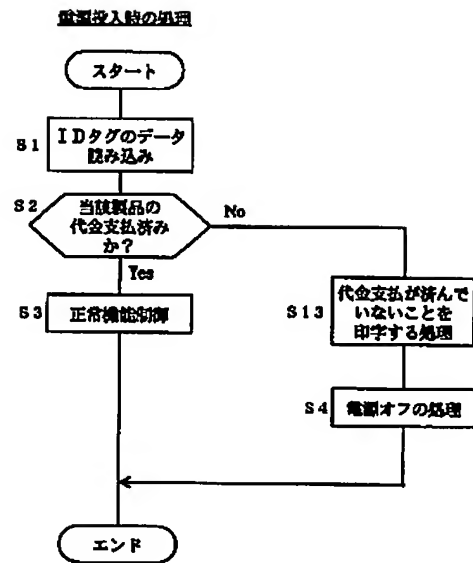 電源投入時の処理
スタート
S1
IDタグのデータ
読み込み
S2
当該製品の
代金支払済み
か？
No
Yes
S3
正常機能制御
S13
代金支払が済んで
いないことを
印字する処理
S4
電源オフの処理
エンド